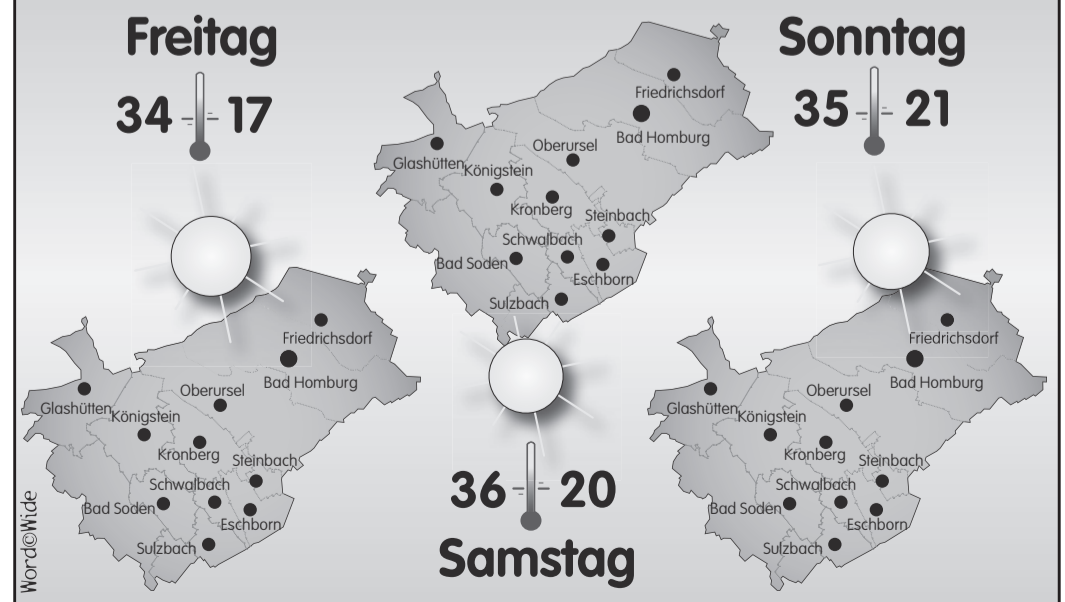 Freitag
34 17
Friedrichsdorf
Bad Homburg
Glashütten
Oberursel
Königstein
Kronberg
Steinbach
Schwalbach
Bad Soden
Eschborn
Sulzbach
Friedrichsdorf
Bad Homburg
Oberursel
Glashütten
Königstein
Kronberg
Steinbach
Schwalbach
Bad Soden
Eschborn
Sulzbach
36 20
Samstag
Sonntag
35 21
Friedrichsdorf
Bad Homburg
Glashütten
Oberursel
Königstein
Kronberg
Steinbach
Schwalbach
Bad Soden
Eschborn
Sulzbach
Word©Wide